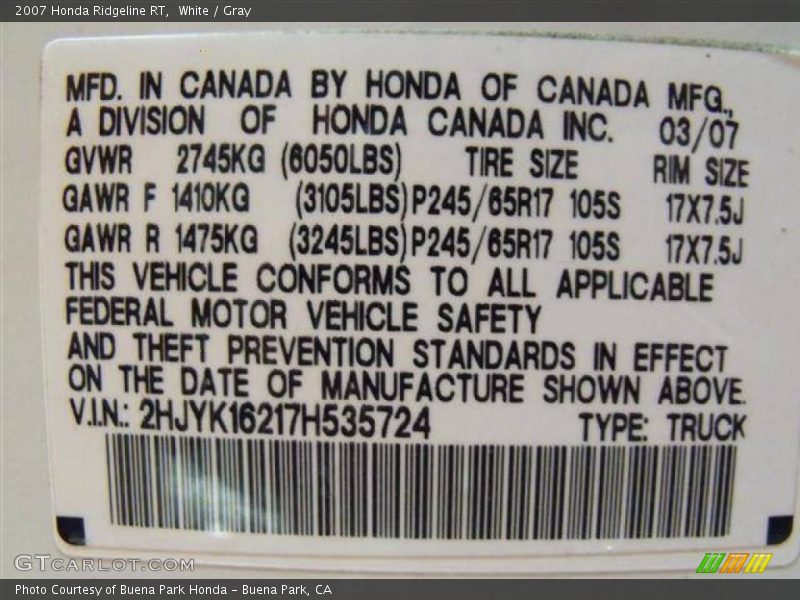 2007 Honda Ridgeline RT,  White / Gray
MFD. IN CANADA BY HONDA OF CANADA MFG.,
A DIVISION OF HONDA CANADA INC. 03/07
GVWR 2745KG (6050LBS) TIRE SIZE RIM SIZE
GAWR F 1410KG (3105LBS) P245/65R17 105S 17X7.5J
GAWR R 1475KG (3245LBS) P245/65R17 105S 17X7.5J
THIS VEHICLE CONFORMS TO ALL APPLICABLE
FEDERAL MOTOR VEHICLE SAFETY
AND THEFT PREVENTION STANDARDS IN EFFECT
ON THE DATE OF MANUFACTURE SHOWN ABOVE.
V.I.N.: 2HJYK16217H535724 TYPE: TRUCK
GTCARLOT.COM
Photo Courtesy of Buena Park Honda – Buena Park, CA